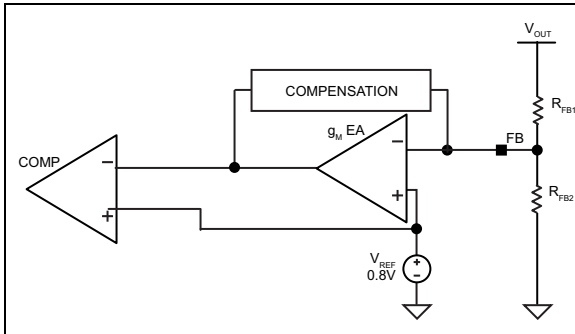 V_OUT
COMPENSATION
R_FB1
g_M EA
FB
−
COMP
−
+
R_FB2
+
V_REF
0.8V
+
−